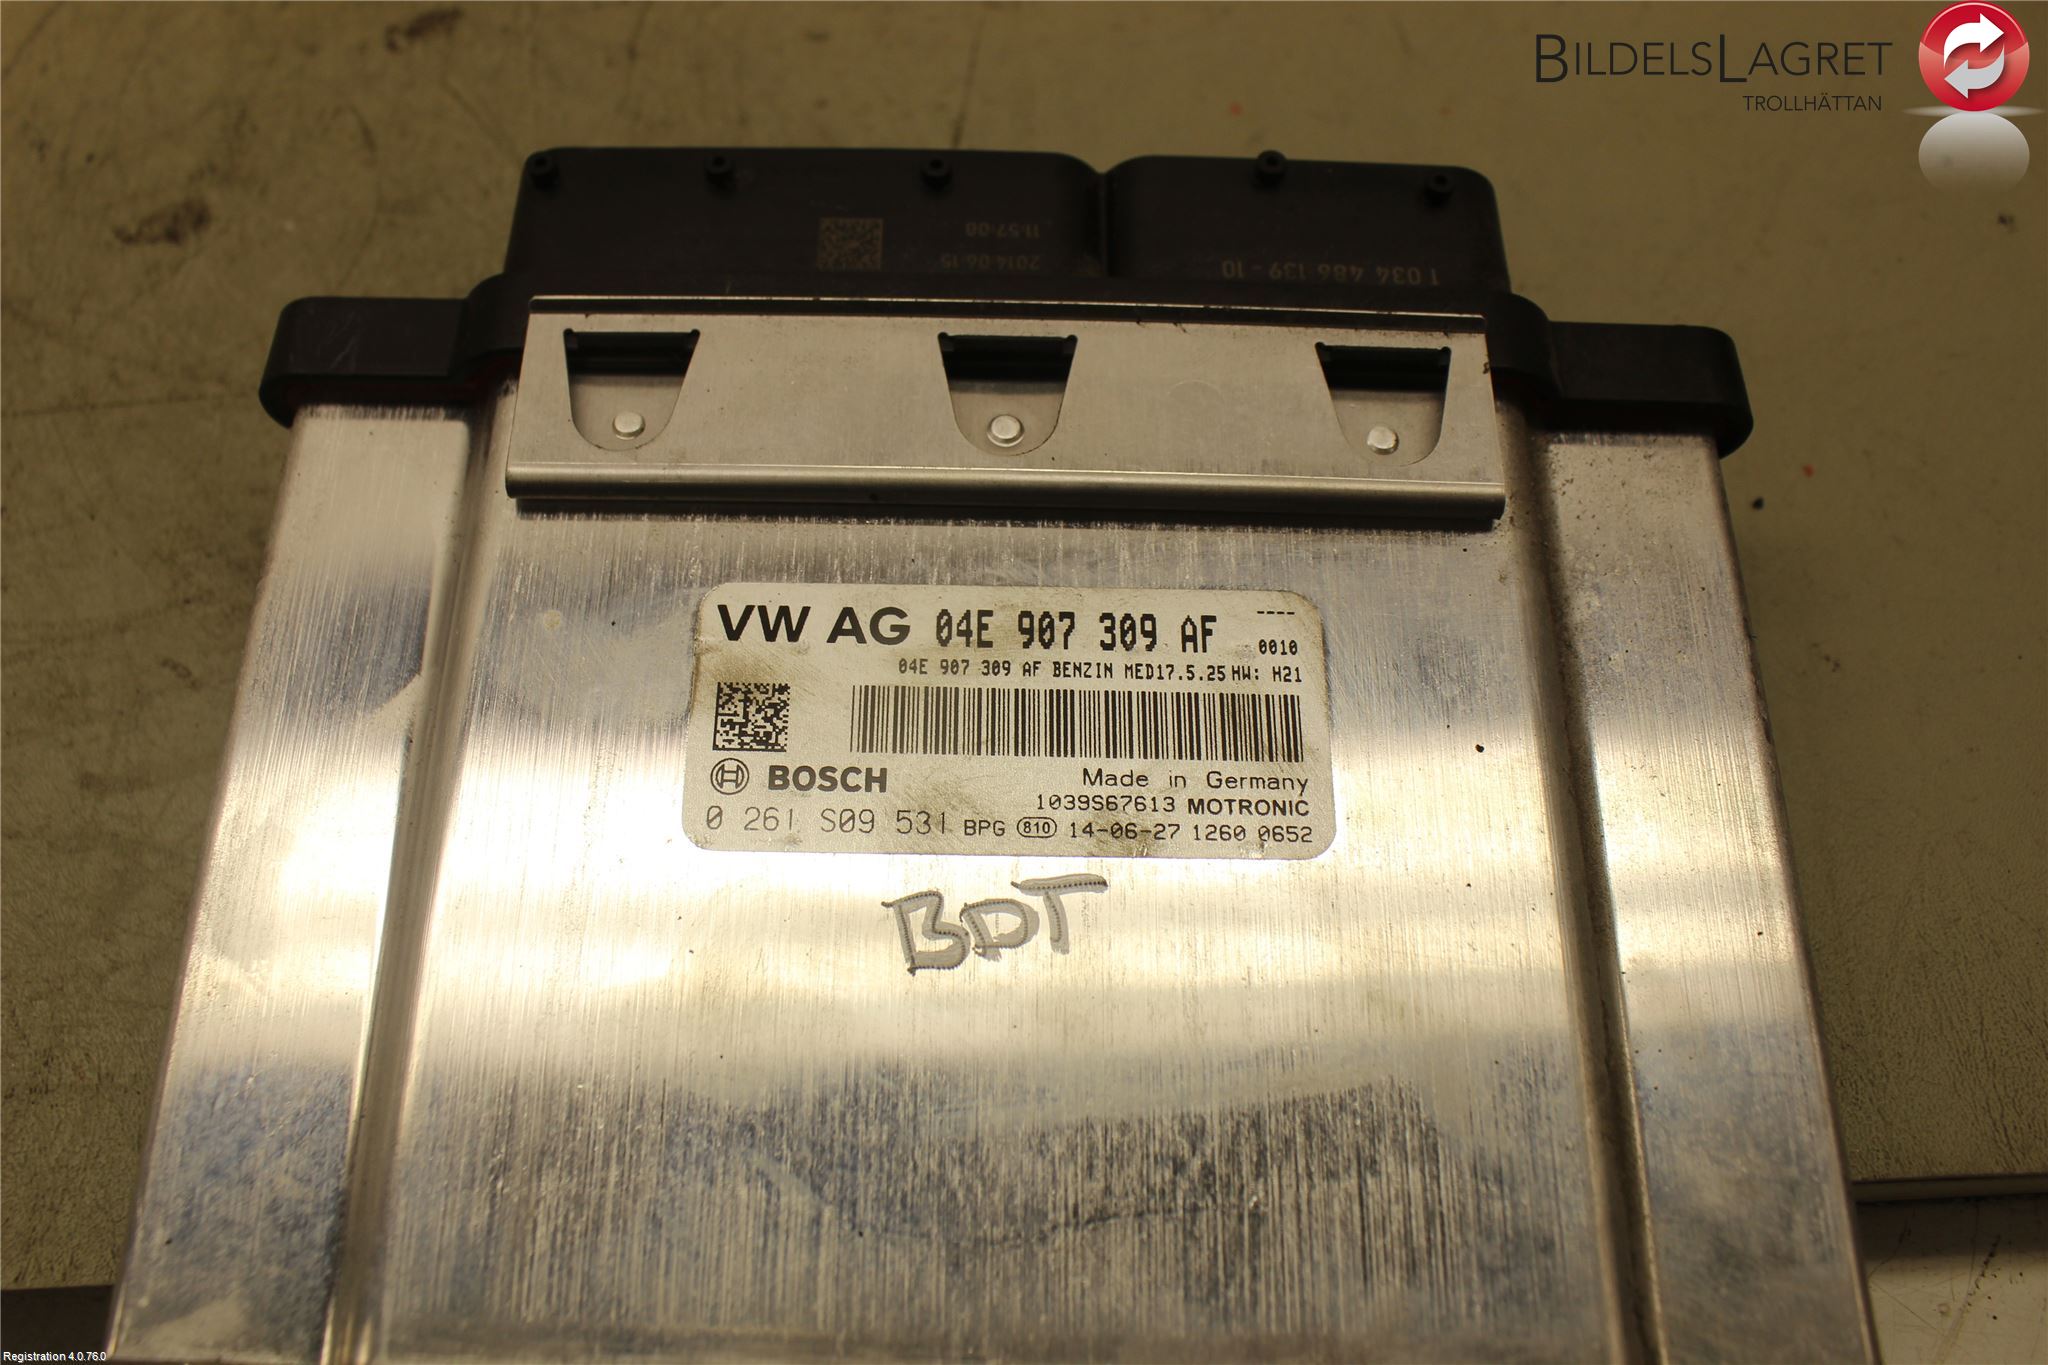 BILDELSLAGRET
TROLLHÄTTAN
11:57:00
2014 06 15
1 034 486 139 - 10
VW AG 04E 907 309 AF ----
0010
04E 907 309 AF BENZIN MED17.5.25 HW: H21
BOSCH Made in Germany
1039S67613 MOTRONIC
0 261 S09 531 BPG 810 14-06-27 1260 0652
BDT
Registration 4.0.76.0